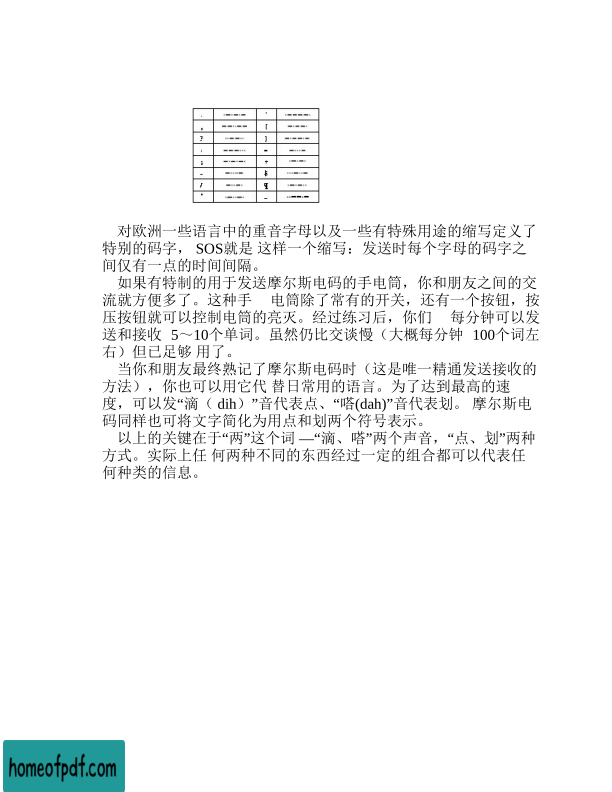 . '
, (
? )
: =
; +
- $
/ ¶
" _
对欧洲一些语言中的重音字母以及一些有特殊用途的缩写定义了
特别的码字， SOS就是 这样一个缩写：发送时每个字母的码字之
间仅有一点的时间间隔。
如果有特制的用于发送摩尔斯电码的手电筒，你和朋友之间的交
流就方便多了。这种手 电筒除了常有的开关，还有一个按钮，按
压按钮就可以控制电筒的亮灭。经过练习后，你们 每分钟可以发
送和接收 5～10个单词。虽然仍比交谈慢（大概每分钟 100个词左
右）但已足够 用了。
当你和朋友最终熟记了摩尔斯电码时（这是唯一精通发送接收的
方法），你也可以用它代 替日常用的语言。为了达到最高的速
度，可以发“滴（ dih）”音代表点、“嗒(dah)”音代表划。 摩尔斯电
码同样也可将文字简化为用点和划两个符号表示。
以上的关键在于“两”这个词 —“滴、嗒”两个声音，“点、划”两种
方式。实际上任 何两种不同的东西经过一定的组合都可以代表任
何种类的信息。
homeofpdf.com